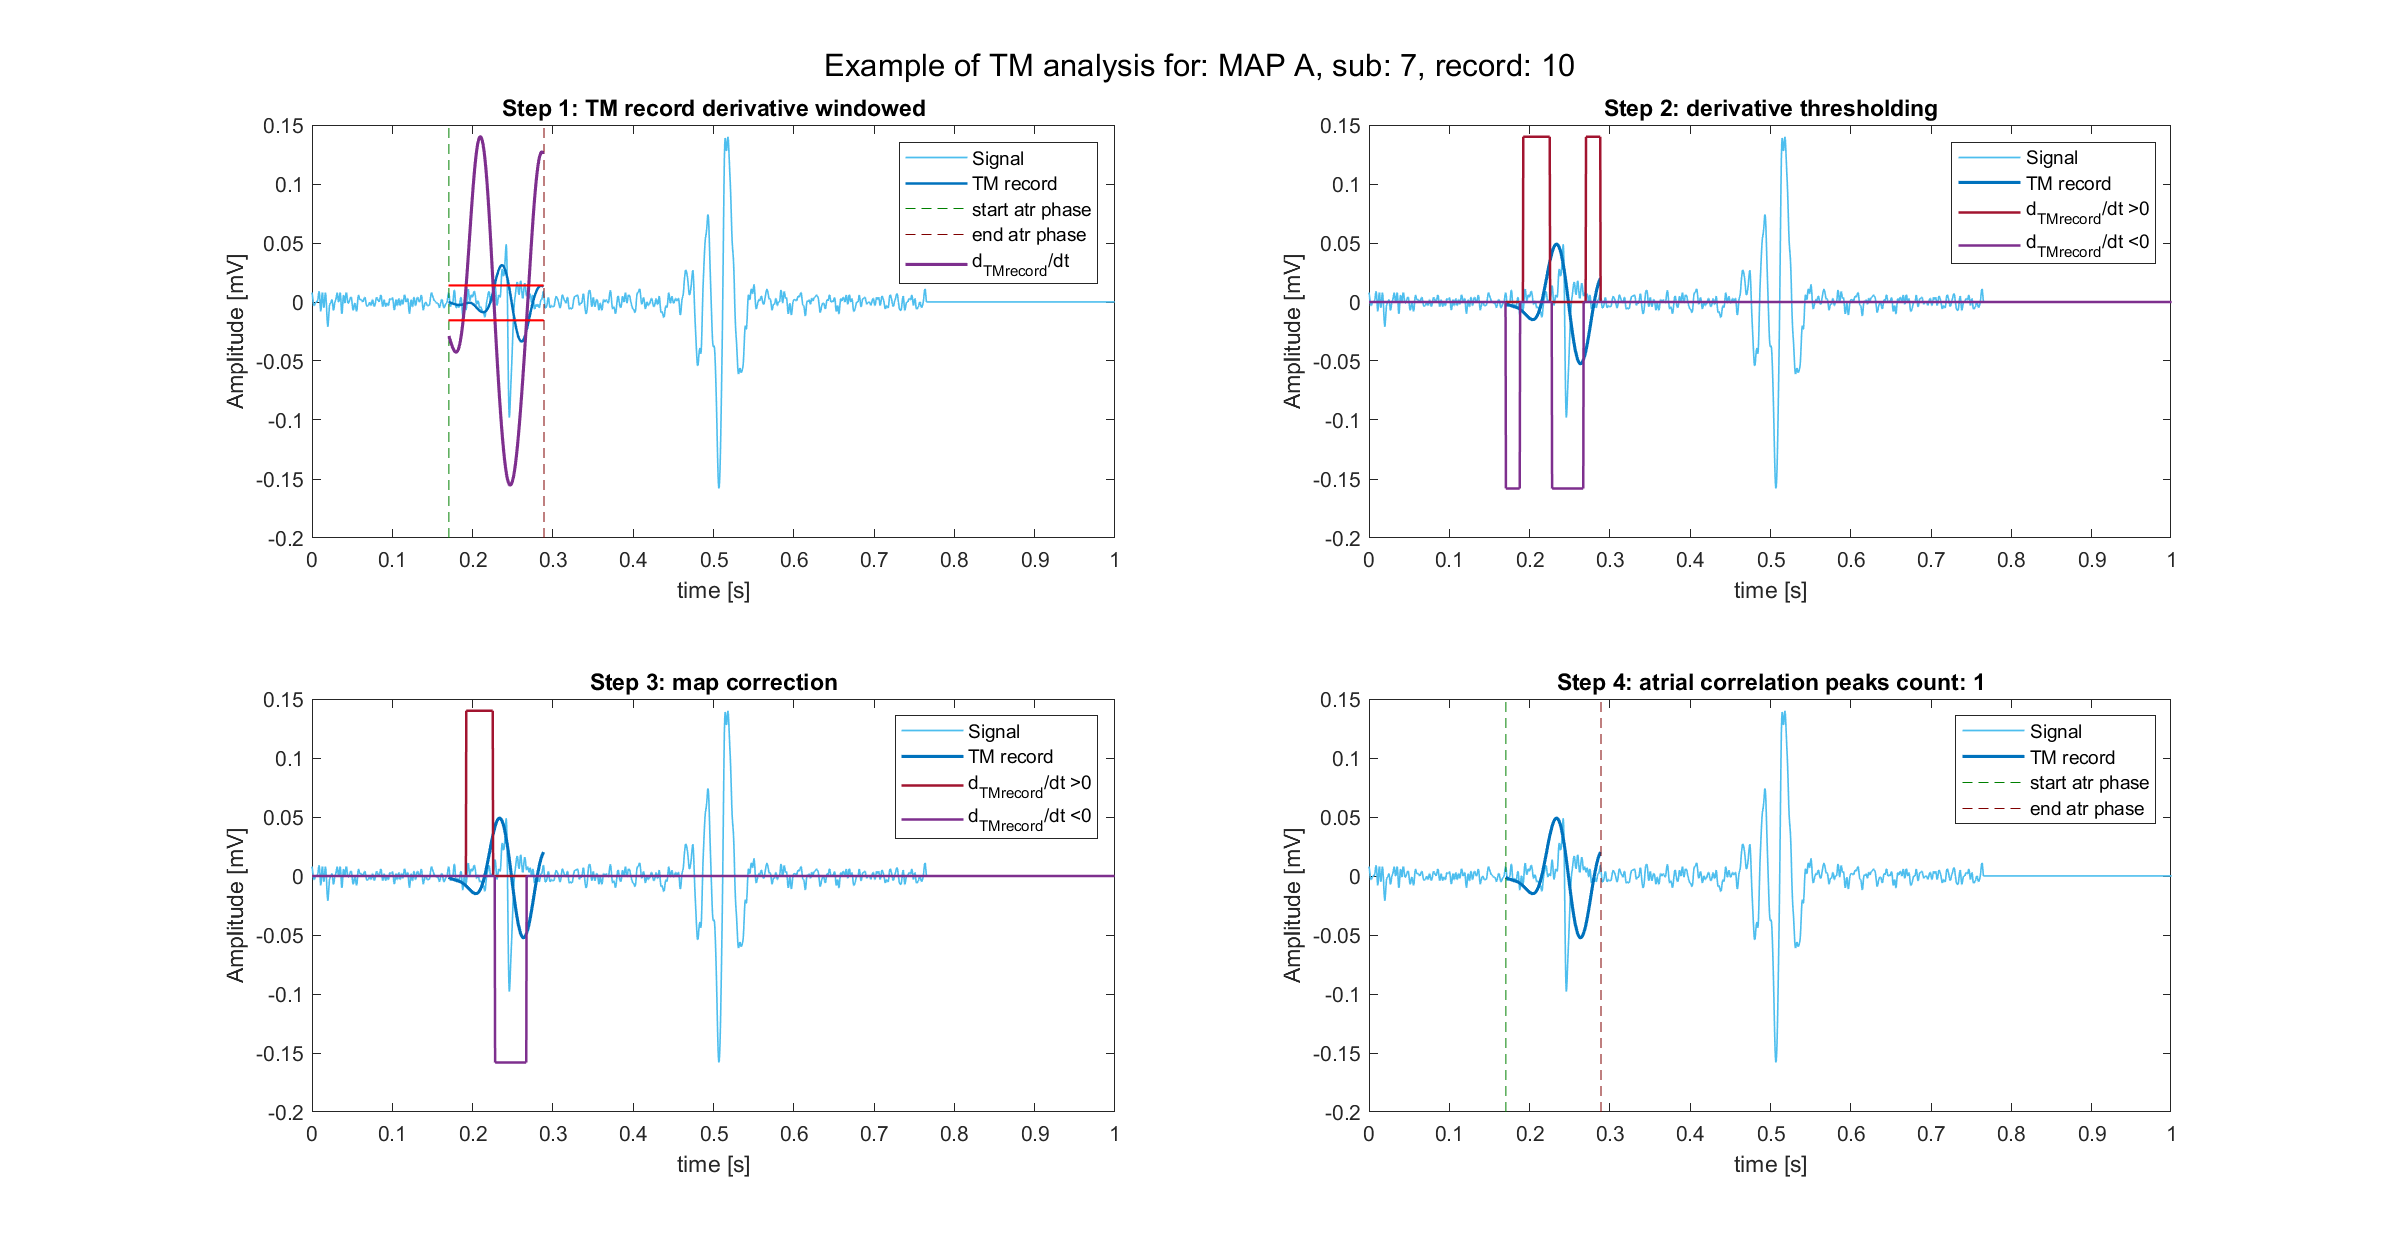 Example of TM analysis for: MAP A, sub: 7, record: 10
Step 1: TM record derivative windowed
Amplitude [mV]
0.15
0.1
0.05
0
-0.05
-0.1
-0.15
-0.2
0 0.1 0.2 0.3 0.4 0.5 0.6 0.7 0.8 0.9 1
time [s]
Signal
TM record
start atr phase
end atr phase
dTMrecord/dt
Step 2: derivative thresholding
Amplitude [mV]
0.15
0.1
0.05
0
-0.05
-0.1
-0.15
-0.2
0 0.1 0.2 0.3 0.4 0.5 0.6 0.7 0.8 0.9 1
time [s]
Signal
TM record
dTMrecord/dt >0
dTMrecord/dt <0
Step 3: map correction
Amplitude [mV]
0.15
0.1
0.05
0
-0.05
-0.1
-0.15
-0.2
0 0.1 0.2 0.3 0.4 0.5 0.6 0.7 0.8 0.9 1
time [s]
Signal
TM record
dTMrecord/dt >0
dTMrecord/dt <0
Step 4: atrial correlation peaks count: 1
Amplitude [mV]
0.15
0.1
0.05
0
-0.05
-0.1
-0.15
-0.2
0 0.1 0.2 0.3 0.4 0.5 0.6 0.7 0.8 0.9 1
time [s]
Signal
TM record
start atr phase
end atr phase